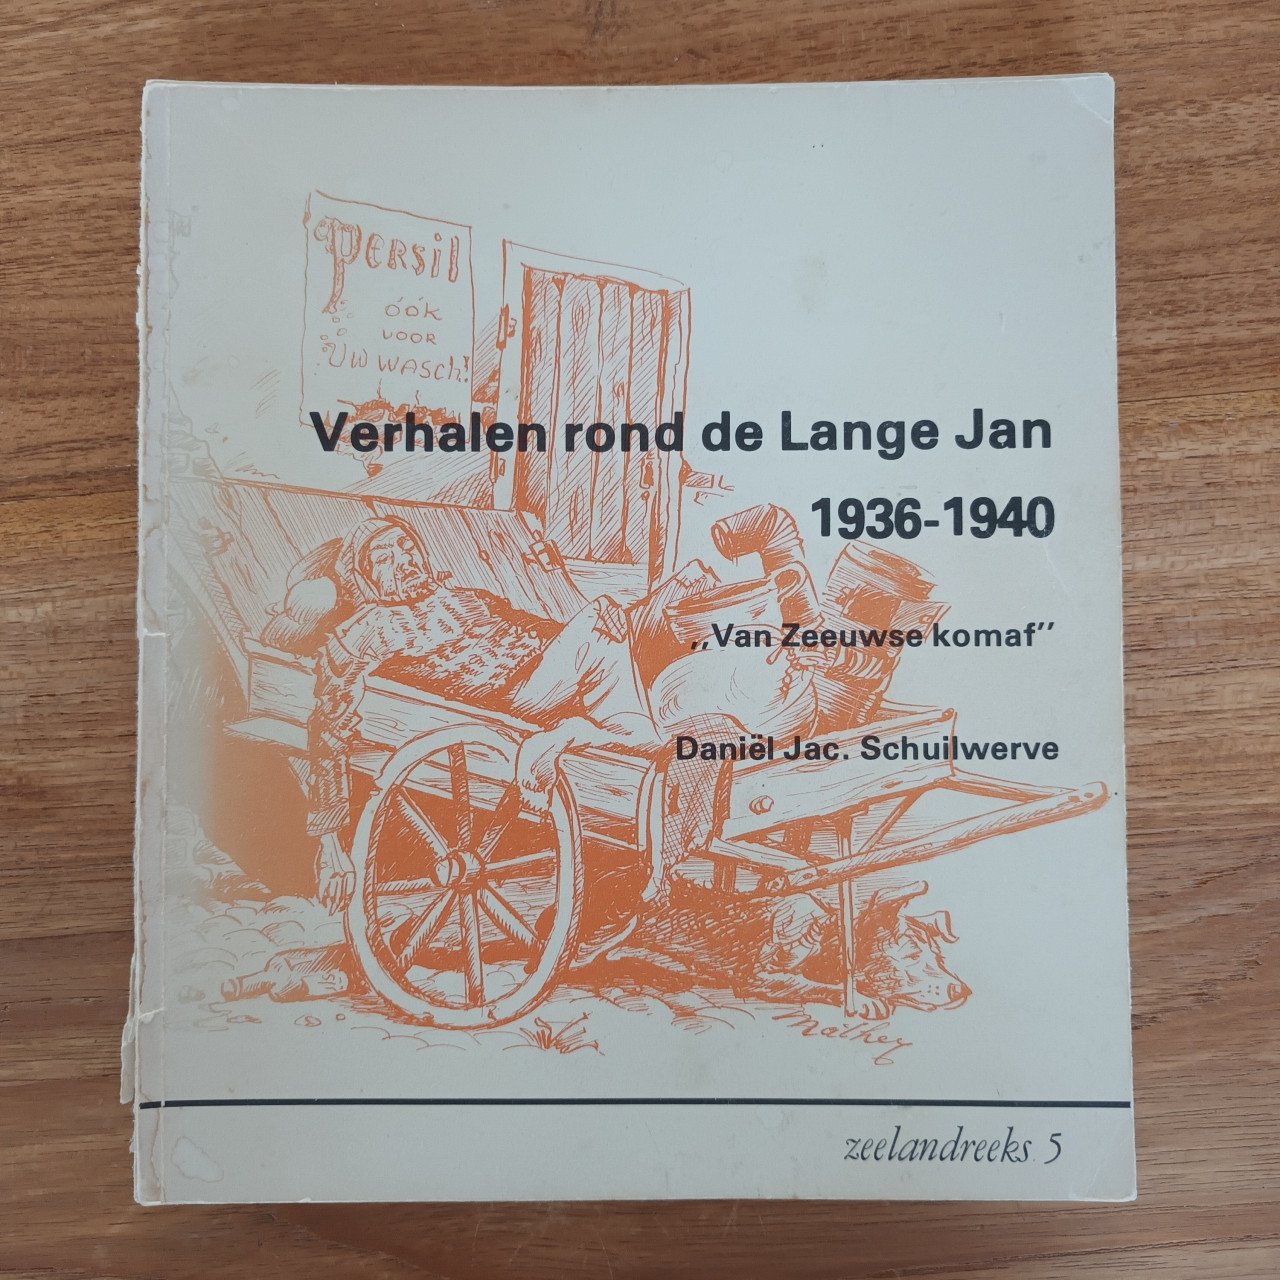 Persil
óók
voor
Uw wasch!
Verhalen rond de Lange Jan
1936-1940
,,Van Zeeuwse komaf''
Daniël Jac. Schuilwerve
Mathey
zeelandreeks 5